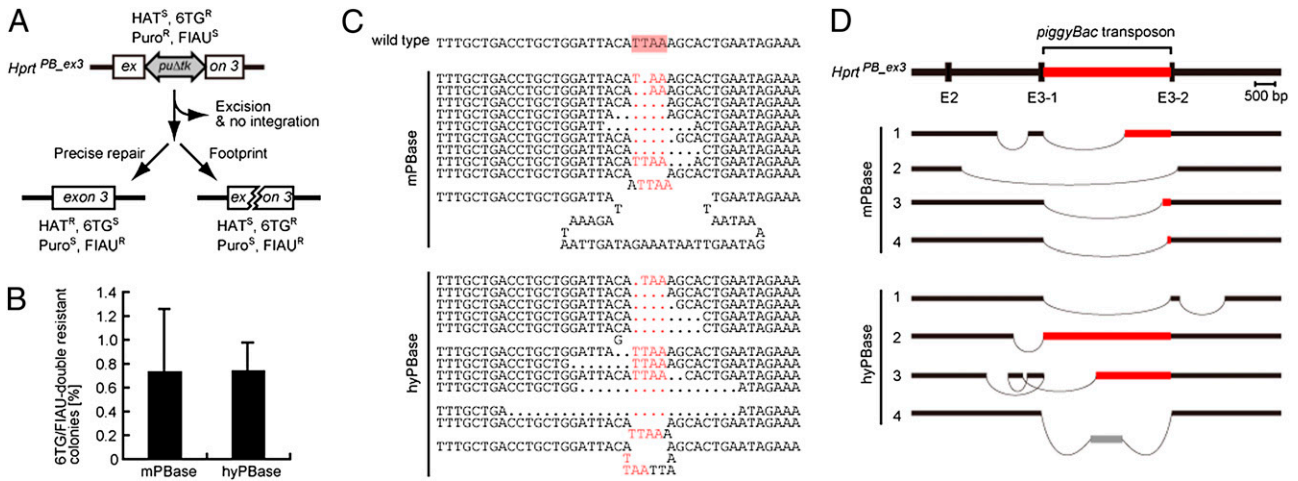 A
HAT^S, 6TG^R
Puro^R, FIAU^S
Hprt^PB_ex3
ex
puΔtk
on 3
Excision
& no integration
Precise repair
Footprint
exon 3
ex
on 3
HAT^R, 6TG^S
Puro^S, FIAU^R
HAT^S, 6TG^R
Puro^S, FIAU^R
B
6TG/FIAU-double resistant
colonies [%]
1.4
1.2
1.0
0.8
0.6
0.4
0.2
0
mPBase
hyPBase
C
wild type
TTTGCTGACCTGCTGGATTACATTAAAGCACTGAATAGAAA
mPBase
TTTGCTGACCTGCTGGATTACAT.AAAGCACTGAATAGAAA
TTTGCTGACCTGCTGGATTACA..AAAGCACTGAATAGAAA
TTTGCTGACCTGCTGGATTACA....AGCACTGAATAGAAA
TTTGCTGACCTGCTGGATTA......AGCACTGAATAGAAA
TTTGCTGACCTGCTGGATTACA.....GCACTGAATAGAAA
TTTGCTGACCTGCTGGATTACA........CTGAATAGAAA
TTTGCTGACCTGCTGGATTACATTAA....CTGAATAGAAA
TTTGCTGACCTGCTGGATTACA
AGCACTGAATAGAAA
ATTAA
TTTGCTGACCTGCTGGATTA
TGAATAGAAA
T
T
AAAGA
AATAA
T
A
AATTGATAGAAATAATTGAATAG
hyPBase
TTTGCTGACCTGCTGGATTACA.TAAAGCACTGAATAGAAA
TTTGCTGACCTGCTGGATTACA....AGCACTGAATAGAAA
TTTGCTGACCTGCTGGATTACA.....GCACTGAATAGAAA
TTTGCTGACCTGCTGGATTACA........CTGAATAGAAA
TTTGCTGACCTGCTGGATTACA........CTGAATAGAAA
G
TTTGCTGACCTGCTGGATTA..TTAAAGCACTGAATAGAAA
TTTGCTGACCTGCTGG......TTAAAGCACTGAATAGAAA
TTTGCTGACCTGCTGGATTACATTAA..CACTGAATAGAAA
TTTGCTGACCTGCTGG..................ATAGAAA
TTTGCTGA..........................ATAGAAA
TTTGCTGACCTGCTGGATTACA
AGCACTGAATAGAAA
TTAAA
TTTGCTGACCTGCTGGATTACA
AGCACTGAATAGAAA
T
A
TAATTA
D
piggyBac transposon
Hprt^PB_ex3
E2
E3-1
E3-2
500 bp
mPBase
1
2
3
4
hyPBase
1
2
3
4